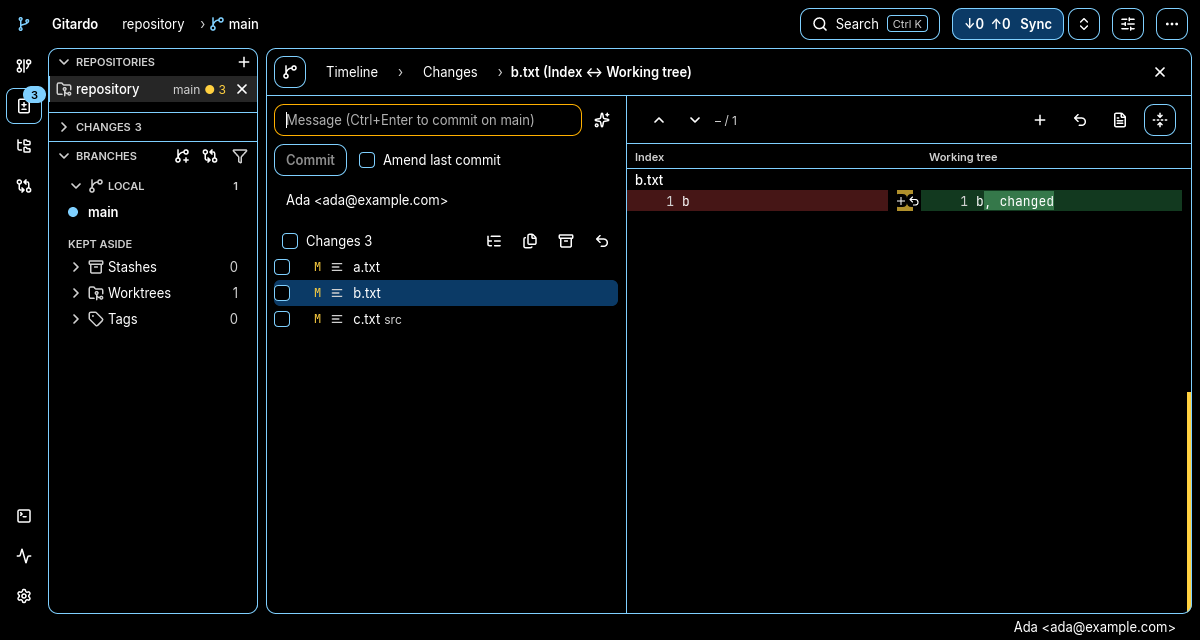 Gitardo repository › main Search Ctrl K ↓0 ↑0 Sync
3
REPOSITORIES
repository main 3
CHANGES 3
BRANCHES
LOCAL 1
main
KEPT ASIDE
Stashes 0
Worktrees 1
Tags 0
Timeline › Changes › b.txt (Index ↔ Working tree)
Message (Ctrl+Enter to commit on main)
Commit Amend last commit
Ada <ada@example.com>
Changes 3
M a.txt
M b.txt
M c.txt src
– / 1
Index Working tree
b.txt
1 b 1 b, changed
Ada <ada@example.com>